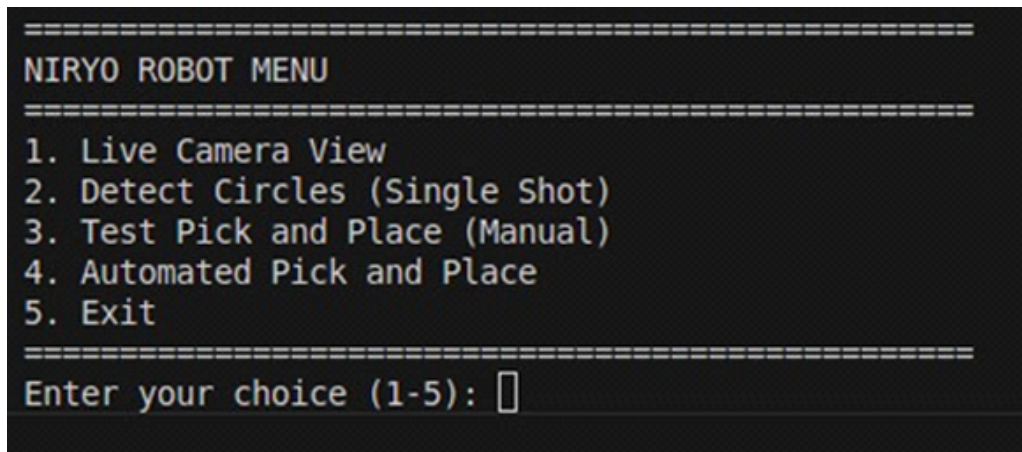 ==================================================
NIRYO ROBOT MENU
==================================================
1. Live Camera View
2. Detect Circles (Single Shot)
3. Test Pick and Place (Manual)
4. Automated Pick and Place
5. Exit
==================================================
Enter your choice (1-5):